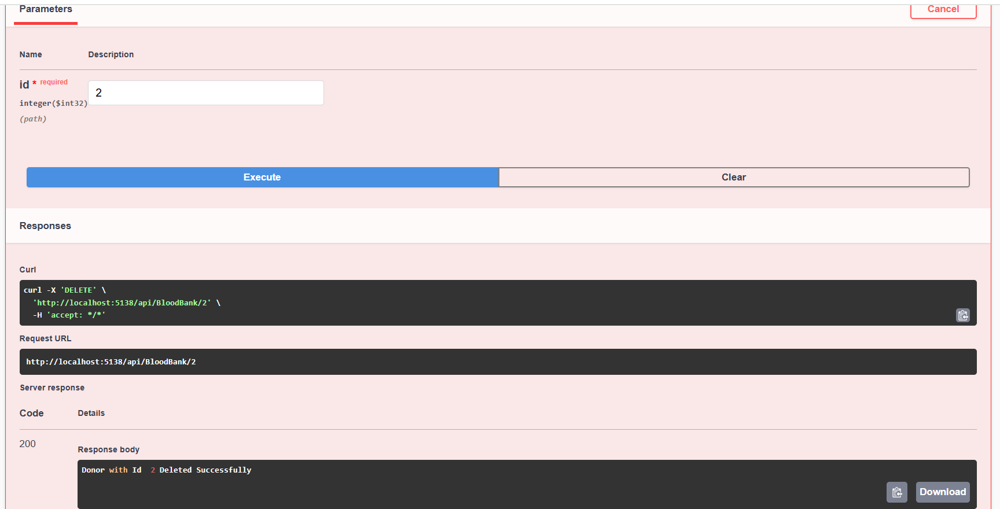 Parameters
Cancel
Name Description
id * required
2
integer($int32)
(path)
Execute Clear
Responses
Curl
curl -X 'DELETE' \
'http://localhost:5138/api/BloodBank/2' \
-H 'accept: */*'
Request URL
http://localhost:5138/api/BloodBank/2
Server response
Code Details
200
Response body
Donor with Id  2 Deleted Successfully
Download